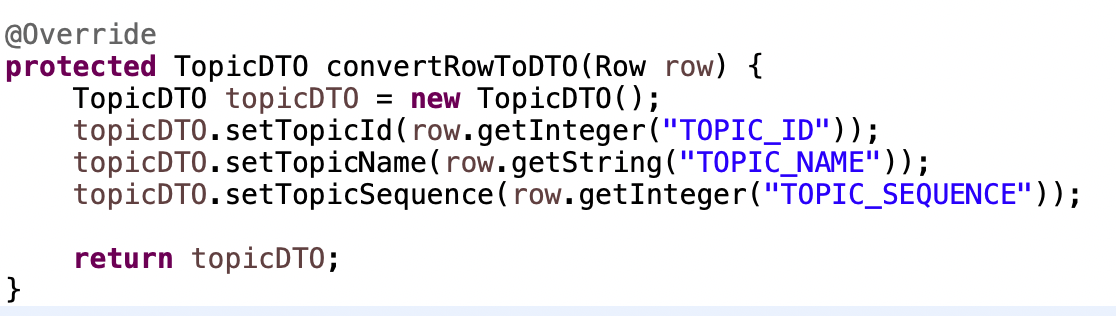 @Override
protected TopicDTO convertRowToDTO(Row row) {
    TopicDTO topicDTO = new TopicDTO();
    topicDTO.setTopicId(row.getInteger("TOPIC_ID"));
    topicDTO.setTopicName(row.getString("TOPIC_NAME"));
    topicDTO.setTopicSequence(row.getInteger("TOPIC_SEQUENCE"));

    return topicDTO;
}